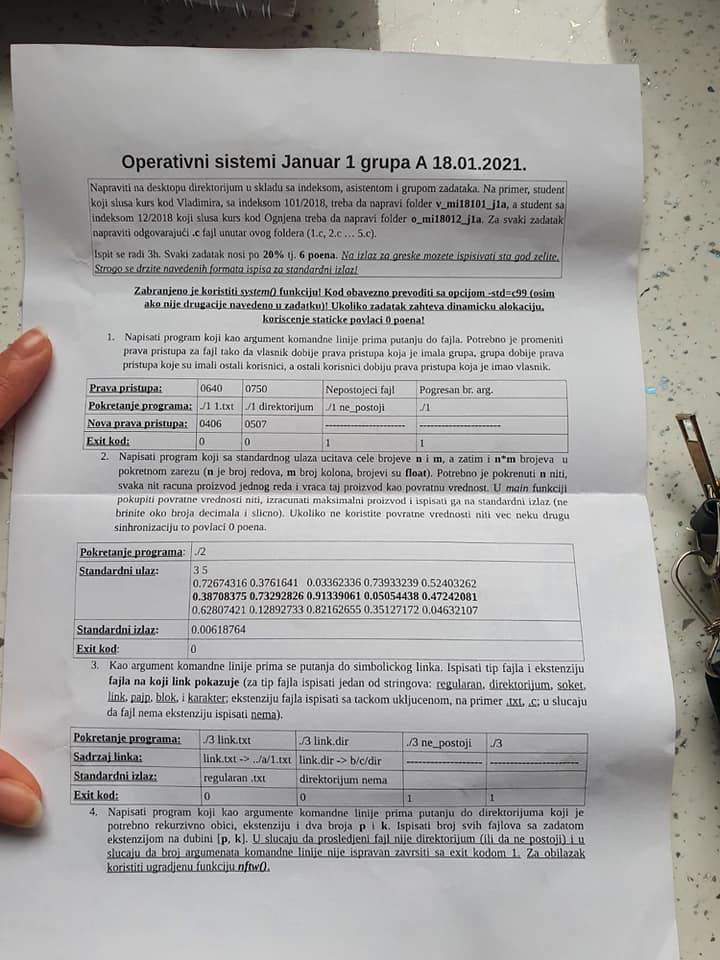 Operativni sistemi Januar 1 grupa A 18.01.2021.
Napraviti na desktopu direktorijum u skladu sa indeksom, asistentom i grupom zadataka. Na primer, student
koji slusa kurs kod Vladimira, sa indeksom 101/2018, treba da napravi folder v_mi18101_j1a, a student sa
indeksom 12/2018 koji slusa kurs kod Ognjena treba da napravi folder o_mi18012_j1a. Za svaki zadatak
napraviti odgovarajući .c fajl unutar ovog foldera (1.c, 2.c ... 5.c).
Ispit se radi 3h. Svaki zadatak nosi po 20% tj. 6 poena. Na izlaz za greske mozete ispisivati sta god zelite.
Strogo se drzite navedenih formata ispisa za standardni izlaz!
Zabranjeno je koristiti system() funkciju! Kod obavezno prevoditi sa opcijom -std=c99 (osim
ako nije drugacije navedeno u zadatku)! Ukoliko zadatak zahteva dinamicku alokaciju,
koriscenje staticke povlaci 0 poena!
1. Napisati program koji kao argument komandne linije prima putanju do fajla. Potrebno je promeniti
prava pristupa za fajl tako da vlasnik dobije prava pristupa koja je imala grupa, grupa dobije prava
pristupa koje su imali ostali korisnici, a ostali korisnici dobiju prava pristupa koja je imao vlasnik.
Prava pristupa: 0640 0750 Nepostojeci fajl Pogresan br. arg.
Pokretanje programa: ./1 1.txt ./1 direktorijum ./1 ne_postoji ./1
Nova prava pristupa: 0406 0507 ---------------------- ----------------------
Exit kod: 0 0 1 1
2. Napisati program koji sa standardnog ulaza ucitava cele brojeve n i m, a zatim i n*m brojeva u
pokretnom zarezu (n je broj redova, m broj kolona, brojevi su float). Potrebno je pokrenuti n niti,
svaka nit racuna proizvod jednog reda i vraca taj proizvod kao povratnu vrednost. U main funkciji
pokupiti povratne vrednosti niti, izracunati maksimalni proizvod i ispisati ga na standardni izlaz (ne
brinite oko broja decimala i slicno). Ukoliko ne koristite povratne vrednosti niti vec neku drugu
sinhronizaciju to povlaci 0 poena.
Pokretanje programa: ./2
Standardni ulaz: 3 5
0.72674316 0.3761641 0.03362336 0.73933239 0.52403262
0.38708375 0.73292826 0.91339061 0.05054438 0.47242081
0.62807421 0.12892733 0.82162655 0.35127172 0.04632107
Standardni izlaz: 0.00618764
Exit kod: 0
3. Kao argument komandne linije prima se putanja do simbolickog linka. Ispisati tip fajla i ekstenziju
fajla na koji link pokazuje (za tip fajla ispisati jedan od stringova: regularan, direktorijum, soket,
link, pajp, blok, i karakter; ekstenziju fajla ispisati sa tackom ukljucenom, na primer .txt, .c; u slucaju
da fajl nema ekstenziju ispisati nema).
Pokretanje programa: ./3 link.txt ./3 link.dir ./3 ne_postoji ./3
Sadrzaj linka: link.txt -> ../a/1.txt link.dir -> b/c/dir -------------------- ------------------------
Standardni izlaz: regularan .txt direktorijum nema
Exit kod: 0 0 1 1
4. Napisati program koji kao argumente komandne linije prima putanju do direktorijuma koji je
potrebno rekurzivno obici, ekstenziju i dva broja p i k. Ispisati broj svih fajlova sa zadatom
ekstenzijom na dubini [p, k]. U slucaju da prosledjeni fajl nije direktorijum (ili da ne postoji) i u
slucaju da broj argumenata komandne linije nije ispravan zavrsiti sa exit kodom 1. Za obilazak
koristiti ugradjenu funkciju nftw().